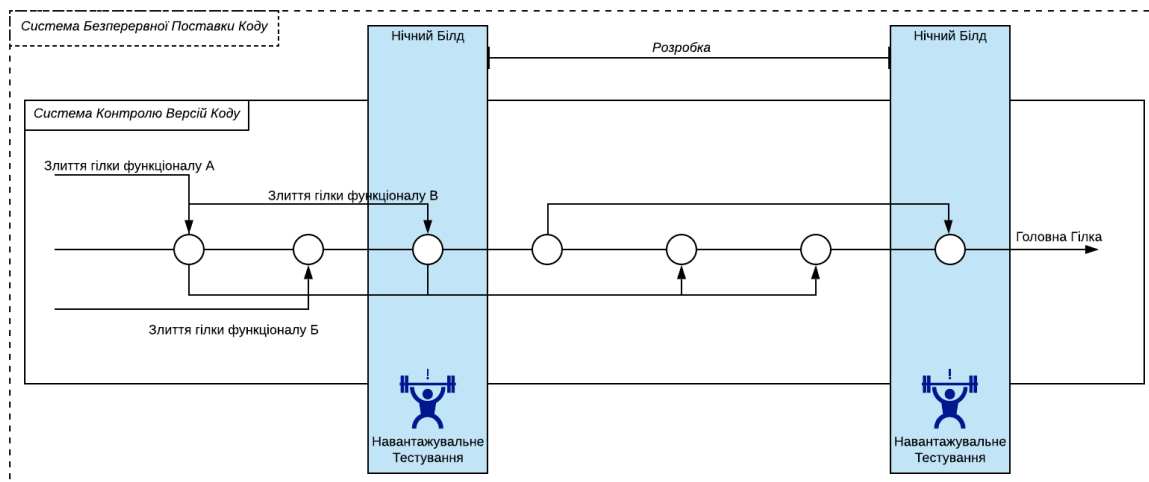 Система Безперервної Поставки Коду
Нічний Білд
Розробка
Нічний Білд
Система Контролю Версій Коду
Злиття гілки функціоналу А
Злиття гілки функціоналу В
Головна Гілка
Злиття гілки функціоналу Б
Навантажувальне
Тестування
Навантажувальне
Тестування